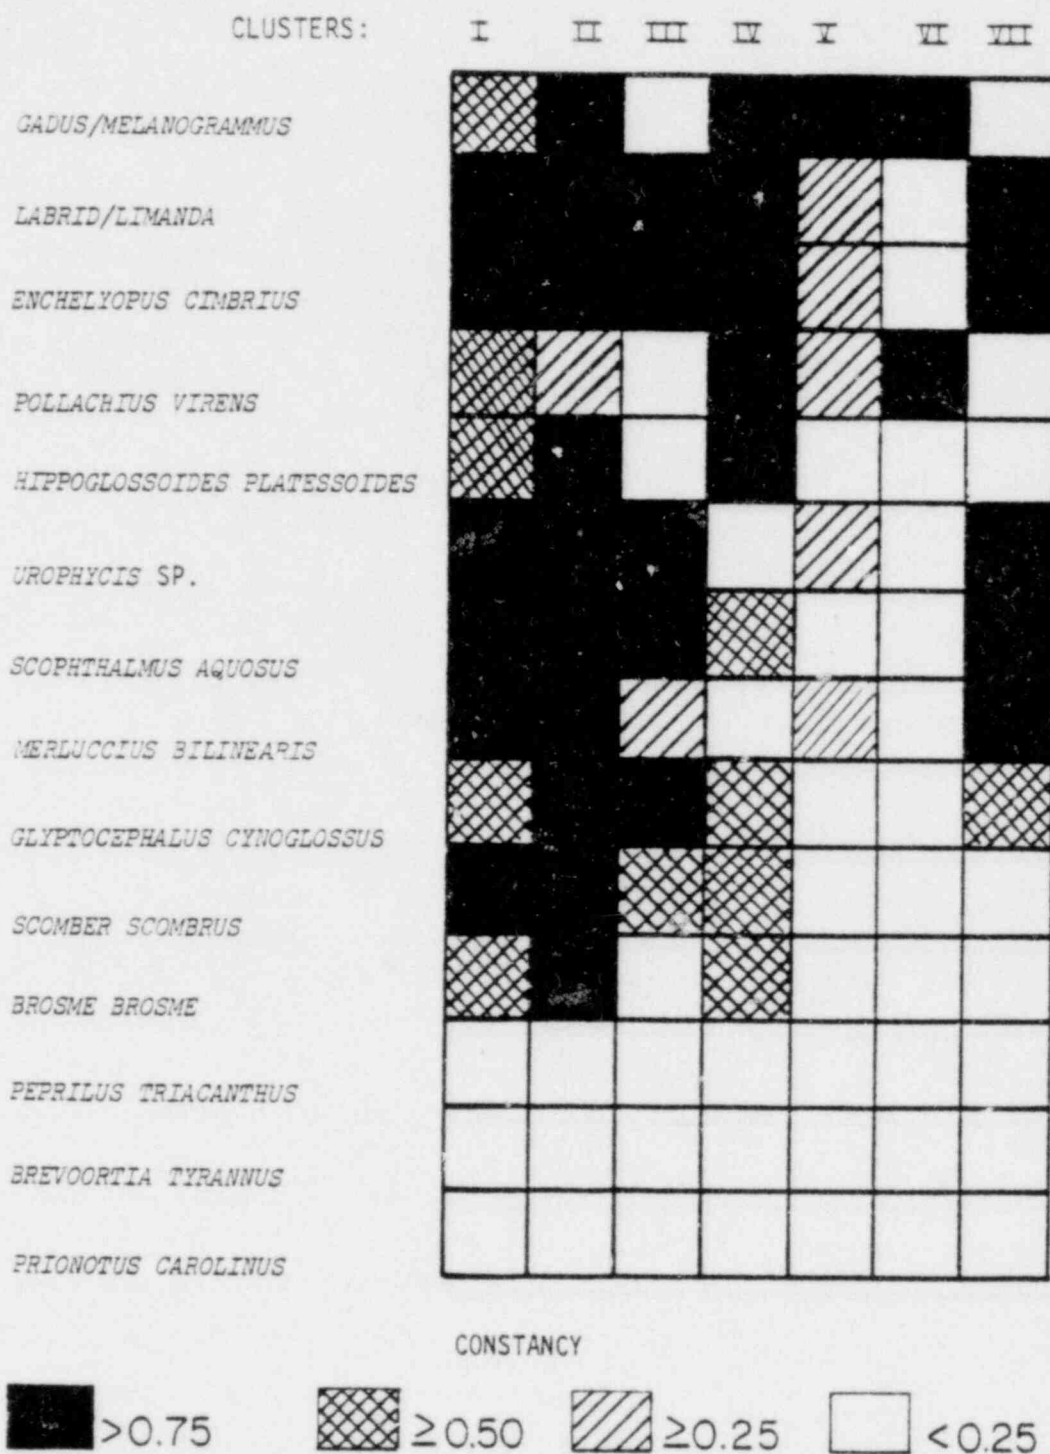 CLUSTERS: I II III IV V VI VII
GADUS/MELANOGRAMMUS
LABRID/LIMANDA
ENCHELYOPUS CIMBRIUS
POLLACHIUS VIRENS
HIPPOGLOSSOIDES PLATESSOIDES
UROPHYCIS SP.
SCOPHTHALMUS AQUOSUS
MERLUCCIUS BILINEARIS
GLYPTOCEPHALUS CYNOGLOSSUS
SCOMBER SCOMBRUS
BROSME BROSME
PEPRILUS TRIACANTHUS
BREVOORTIA TYRANNUS
PRIONOTUS CAROLINUS
CONSTANCY
>0.75 ≥0.50 ≥0.25 <0.25